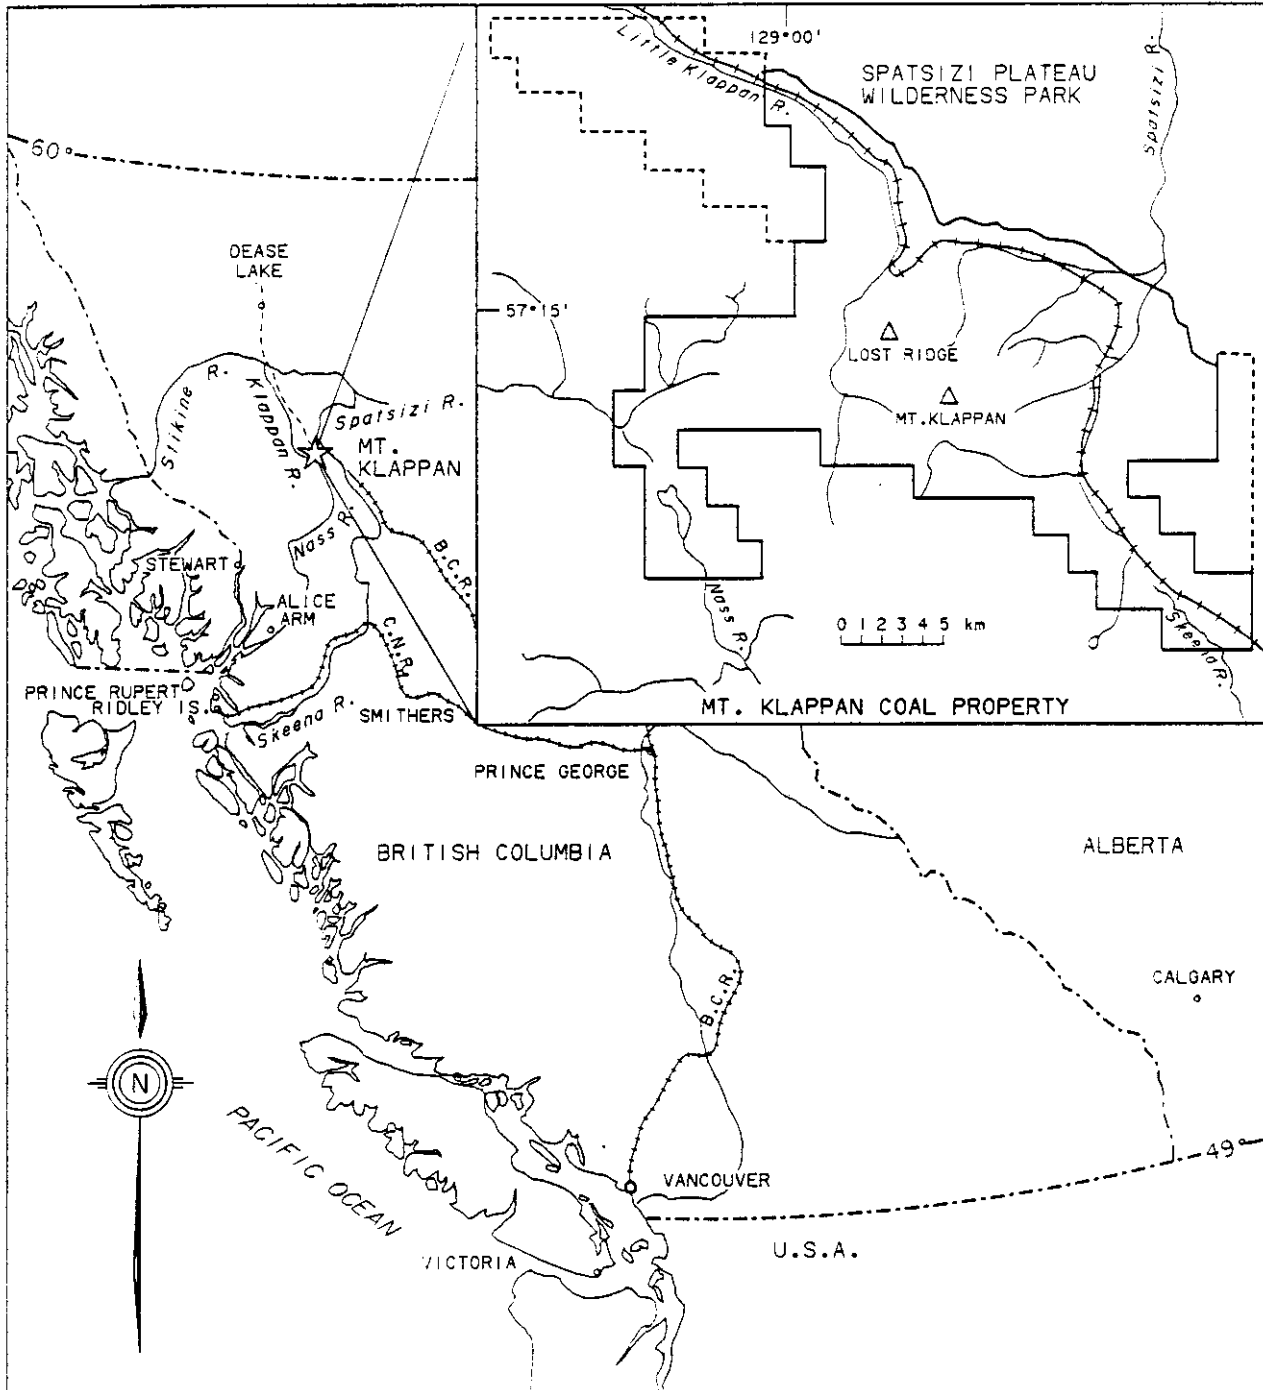 129°00'
Little Klappan R.
SPATSIZI PLATEAU
WILDERNESS PARK
Spatsizi R.
60°
DEASE
LAKE
57°15'
LOST RIDGE
MT. KLAPPAN
Stikine R.
Klappan R.
Spatsizi R.
MT.
KLAPPAN
Nass R.
B.C.R.
STEWART
ALICE
ARM
C.N.R.
Nass R.
0 1 2 3 4 5 km
Skeena R.
PRINCE RUPERT
RIDLEY IS.
Skeena R.
SMITHERS
MT. KLAPPAN COAL PROPERTY
PRINCE GEORGE
BRITISH COLUMBIA
ALBERTA
CALGARY
B.C.R.
N
PACIFIC OCEAN
VANCOUVER
49°
VICTORIA
U.S.A.